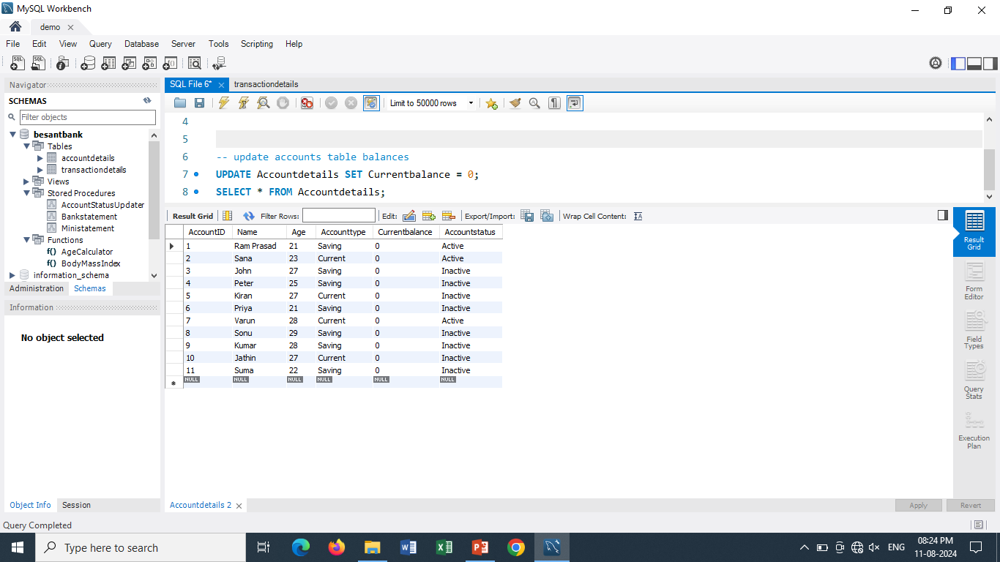 MySQL Workbench
demo
File Edit View Query Database Server Tools Scripting Help
Navigator
SCHEMAS
Filter objects
besantbank
Tables
accountdetails
transactiondetails
Views
Stored Procedures
AccountStatusUpdater
Bankstatement
Ministatement
Functions
f() AgeCalculator
f() BodyMassIndex
information_schema
Administration Schemas
Information
No object selected
Object Info Session
SQL File 6* transactiondetails
Limit to 50000 rows
4
5
6 -- update accounts table balances
7 UPDATE Accountdetails SET Currentbalance = 0;
8 SELECT * FROM Accountdetails;
Result Grid Filter Rows: Edit: Export/Import: Wrap Cell Content:
AccountID Name Age Accounttype Currentbalance Accountstatus
1 Ram Prasad 21 Saving 0 Active
2 Sana 23 Current 0 Active
3 John 27 Saving 0 Inactive
4 Peter 25 Saving 0 Inactive
5 Kiran 27 Current 0 Inactive
6 Priya 21 Saving 0 Inactive
7 Varun 28 Current 0 Active
8 Sonu 29 Saving 0 Inactive
9 Kumar 28 Saving 0 Inactive
10 Jathin 27 Current 0 Inactive
11 Suma 22 Saving 0 Inactive
NULL NULL NULL NULL NULL NULL
Result
Grid
Form
Editor
Field
Types
Query
Stats
Execution
Plan
Accountdetails 2
Apply Revert
Query Completed
Type here to search
ENG
08:24 PM
11-08-2024